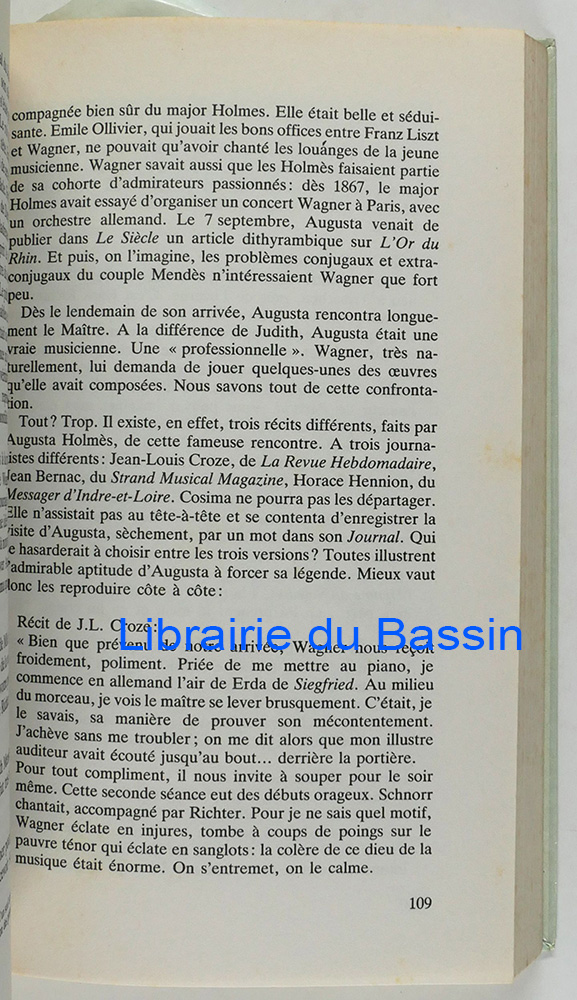 compagnée bien sûr du major Holmes. Elle était belle et sédui-
sante. Emile Ollivier, qui jouait les bons offices entre Franz Liszt
et Wagner, ne pouvait qu'avoir chanté les louanges de la jeune
musicienne. Wagner savait aussi que les Holmès faisaient partie
de sa cohorte d'admirateurs passionnés: dès 1867, le major
Holmes avait essayé d'organiser un concert Wagner à Paris, avec
un orchestre allemand. Le 7 septembre, Augusta venait de
publier dans Le Siècle un article dithyrambique sur L'Or du
Rhin. Et puis, on l'imagine, les problèmes conjugaux et extra-
conjugaux du couple Mendès n'intéressaient Wagner que fort
peu.
Dès le lendemain de son arrivée, Augusta rencontra longue-
ment le Maître. A la différence de Judith, Augusta était une
vraie musicienne. Une « professionnelle ». Wagner, très na-
turellement, lui demanda de jouer quelques-unes des œuvres
qu'elle avait composées. Nous savons tout de cette confronta-
tion.
Tout? Trop. Il existe, en effet, trois récits différents, faits par
Augusta Holmès, de cette fameuse rencontre. A trois journa-
istes différents: Jean-Louis Croze, de La Revue Hebdomadaire,
Jean Bernac, du Strand Musical Magazine, Horace Hennion, du
Messager d'Indre-et-Loire. Cosima ne pourra pas les départager.
Elle n'assistait pas au tête-à-tête et se contenta d'enregistrer la
visite d'Augusta, sèchement, par un mot dans son Journal. Qui
e hasarderait à choisir entre les trois versions? Toutes illustrent
'admirable aptitude d'Augusta à forcer sa légende. Mieux vaut
donc les reproduire côte à côte:
Récit de J.L. Croze:
Librairie du Bassin
« Bien que prévenu de notre arrivée, Wagner nous reçoit
froidement, poliment. Priée de me mettre au piano, je
commence en allemand l'air de Erda de Siegfried. Au milieu
du morceau, je vois le maître se lever brusquement. C'était, je
le savais, sa manière de prouver son mécontentement.
J'achève sans me troubler; on me dit alors que mon illustre
auditeur avait écouté jusqu'au bout... derrière la portière.
Pour tout compliment, il nous invite à souper pour le soir
même. Cette seconde séance eut des débuts orageux. Schnorr
chantait, accompagné par Richter. Pour je ne sais quel motif,
Wagner éclate en injures, tombe à coups de poings sur le
pauvre ténor qui éclate en sanglots: la colère de ce dieu de la
musique était énorme. On s'entremet, on le calme.
109